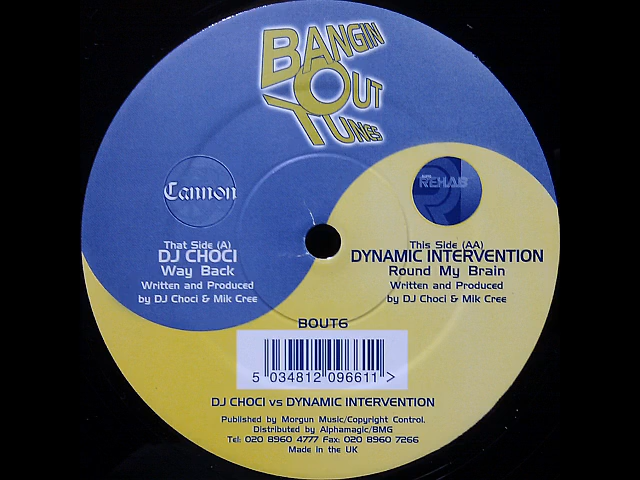 BANGIN
OUT
TUNES
Cannon
REHAB
That Side (A)
DJ CHOCI
Way Back
Written and Produced
by DJ Choci & Mik Cree
This Side (AA)
DYNAMIC INTERVENTION
Round My Brain
Written and Produced
by DJ Choci & Mik Cree
BOUT6
5 034812 096611 >
DJ CHOCI vs DYNAMIC INTERVENTION
Published by Morgun Music/Copyright Control.
Distributed by Alphamagic/BMG
Tel: 020 8960 4777 Fax: 020 8960 7266
Made in the UK